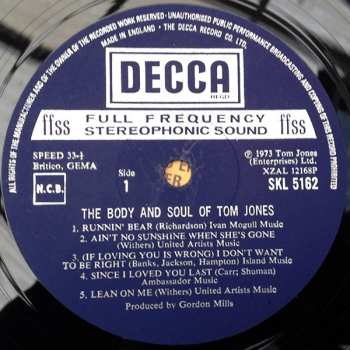 ALL RIGHTS OF THE MANUFACTURER AND OF THE OWNER OF THE RECORDED WORK RESERVED · UNAUTHORISED PUBLIC PERFORMANCE BROADCASTING AND COPYING OF THIS RECORD PROHIBITED
MADE IN ENGLAND · THE DECCA RECORD CO. LTD.
DECCA
REGD
ffss FULL FREQUENCY ffss
STEREOPHONIC SOUND
SPEED 33⅓
Britico, GEMA
N.C.B.
Side
1
℗ 1973 Tom Jones
(Enterprises) Ltd.
XZAL 12168P
SKL 5162
THE BODY AND SOUL OF TOM JONES
1. RUNNIN' BEAR (Richardson) Ivan Mogull Music
2. AIN'T NO SUNSHINE WHEN SHE'S GONE
(Withers) United Artists Music
3. (IF LOVING YOU IS WRONG) I DON'T WANT
TO BE RIGHT (Banks, Jackson, Hampton) Island Music
4. SINCE I LOVED YOU LAST (Carr; Shuman)
Ambassador Music
5. LEAN ON ME (Withers) United Artists Music
Produced by Gordon Mills